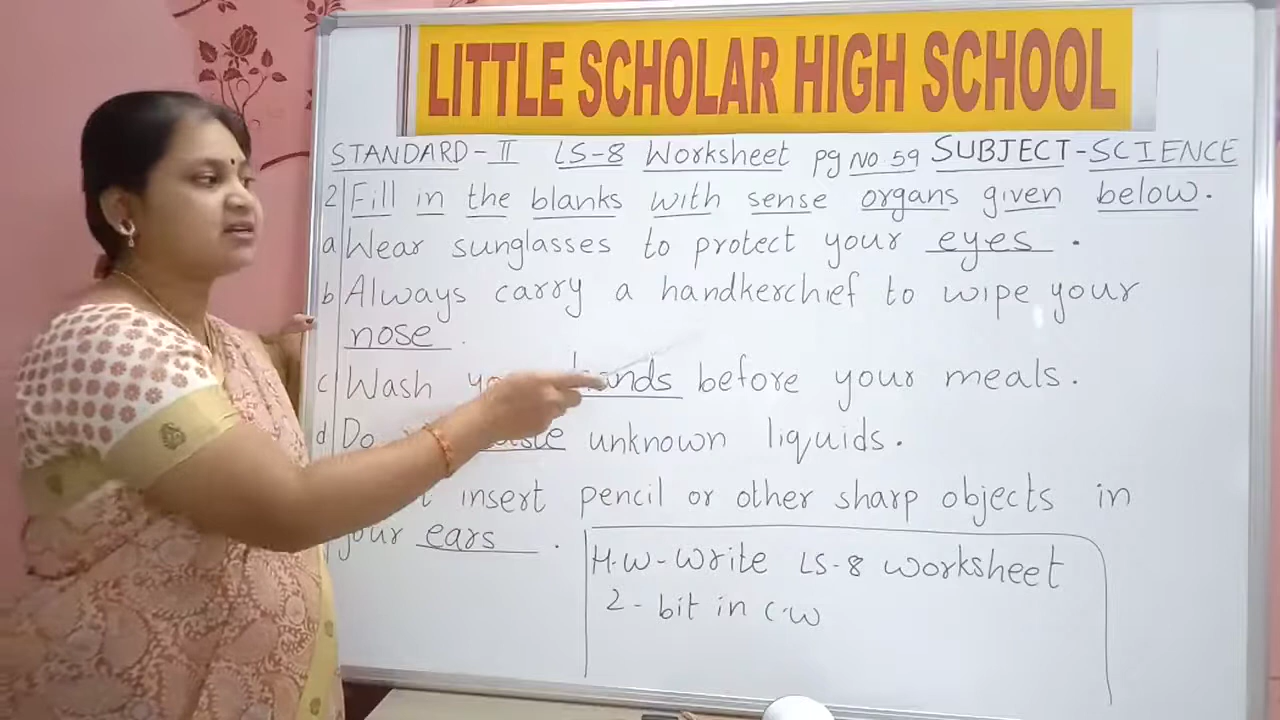 LITTLE SCHOLAR HIGH SCHOOL
STANDARD-II LS-8 Worksheet pg No.59 SUBJECT-SCIENCE
2 Fill in the blanks with sense organs given below.
a Wear sunglasses to protect your eyes.
b Always carry a handkerchief to wipe your
nose.
c Wash hands before your meals.
d Do unknown liquids.
insert pencil or other sharp objects in
your ears.
H.W-Write LS-8 worksheet
2-bit in c.w